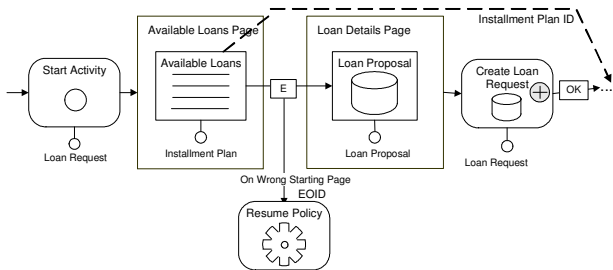 Installment Plan ID
Available Loans Page
Loan Details Page
Start Activity
Available Loans
Loan Proposal
Create Loan
Request
E
OK
...
Loan Request
Installment Plan
Loan Proposal
Loan Request
On Wrong Starting Page
EOID
Resume Policy